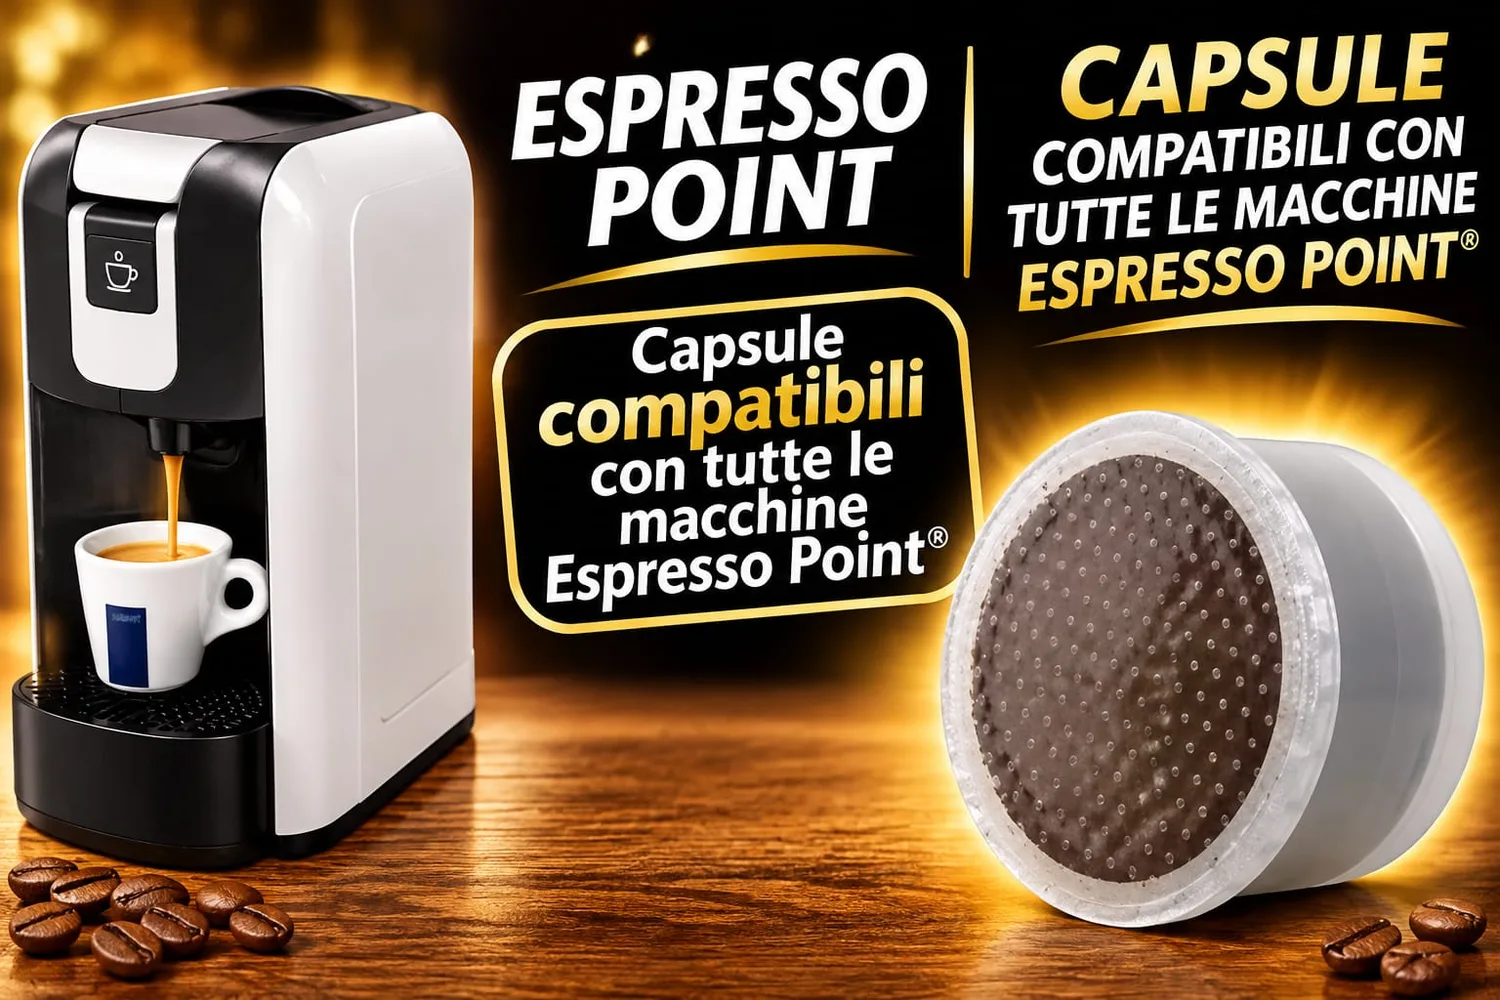 ESPRESSO
POINT
Capsule
compatibili
con tutte le
macchine
Espresso Point®
CAPSULE
COMPATIBILI CON
TUTTE LE MACCHINE
ESPRESSO POINT®